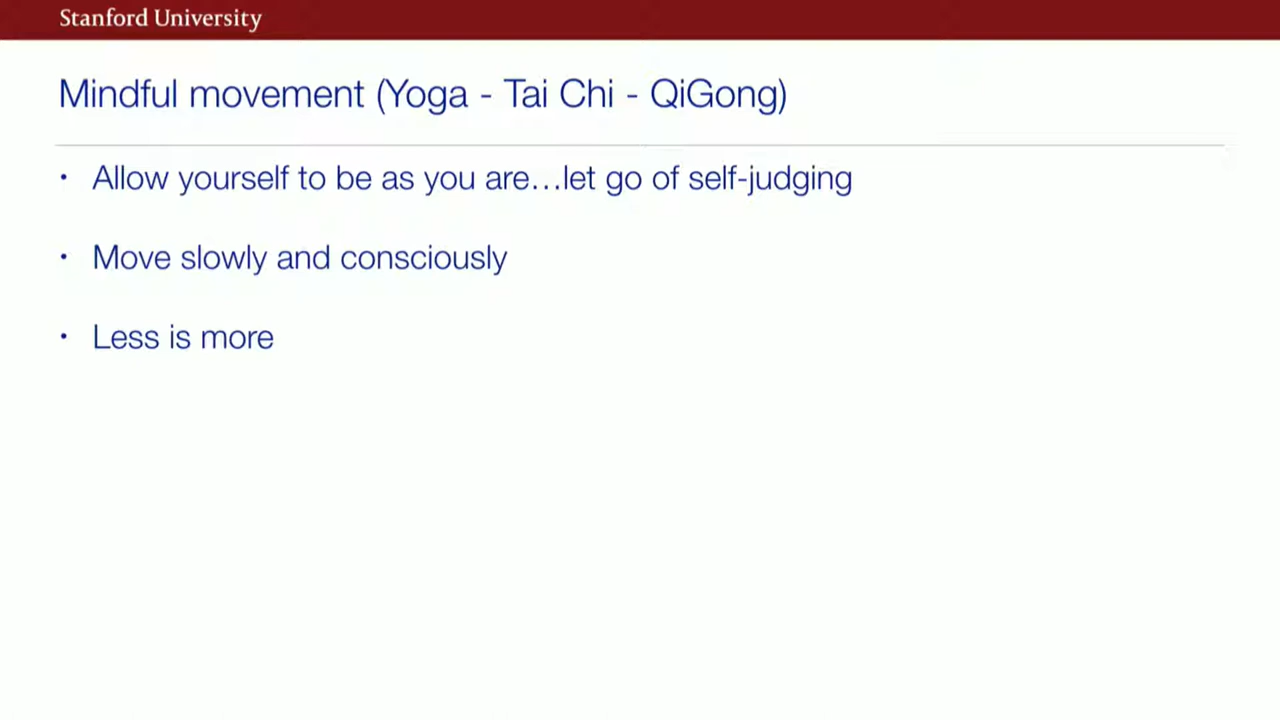 Stanford University
Mindful movement (Yoga - Tai Chi - QiGong)
• Allow yourself to be as you are...let go of self-judging
• Move slowly and consciously
• Less is more